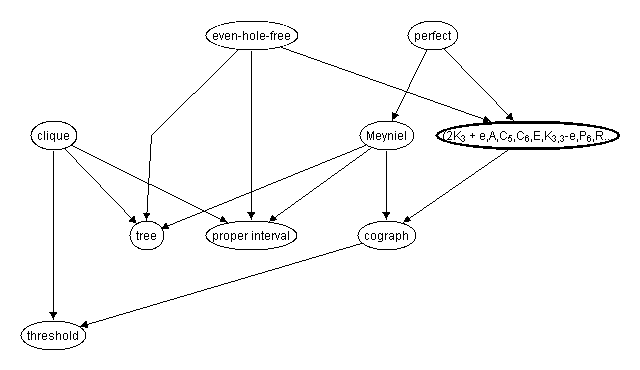 even-hole-free
perfect
clique
Meyniel
(2K₃ + e,A,C₅,C₆,E,K₃,₃-e,P₆,R
tree
proper interval
cograph
threshold